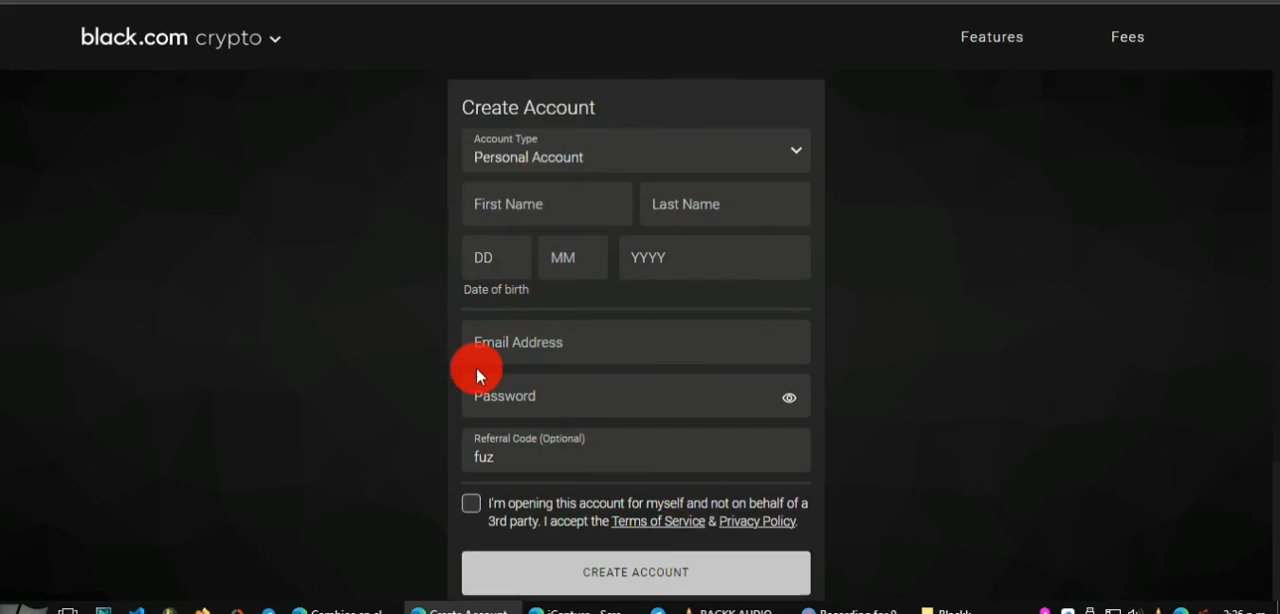 black.com crypto
Features
Fees
Create Account
Account Type
Personal Account
First Name
Last Name
DD
MM
YYYY
Date of birth
Email Address
Password
Referral Code (Optional)
fuz
I'm opening this account for myself and not on behalf of a
3rd party. I accept the Terms of Service & Privacy Policy.
CREATE ACCOUNT
Create Account